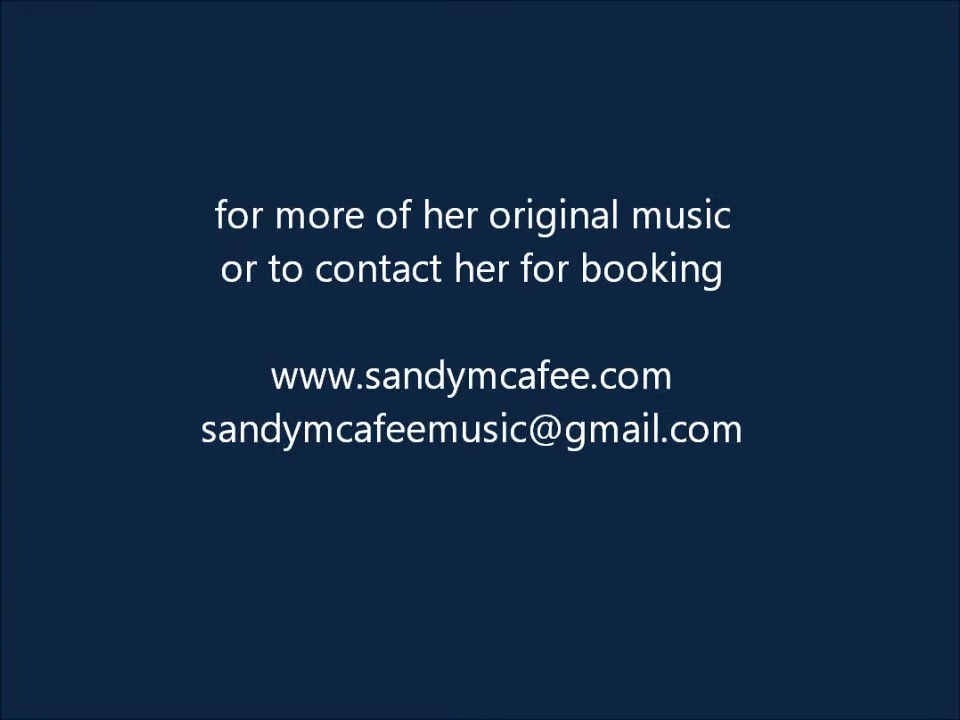 for more of her original music
or to contact her for booking
www.sandymcafee.com
sandymcafeemusic@gmail.com